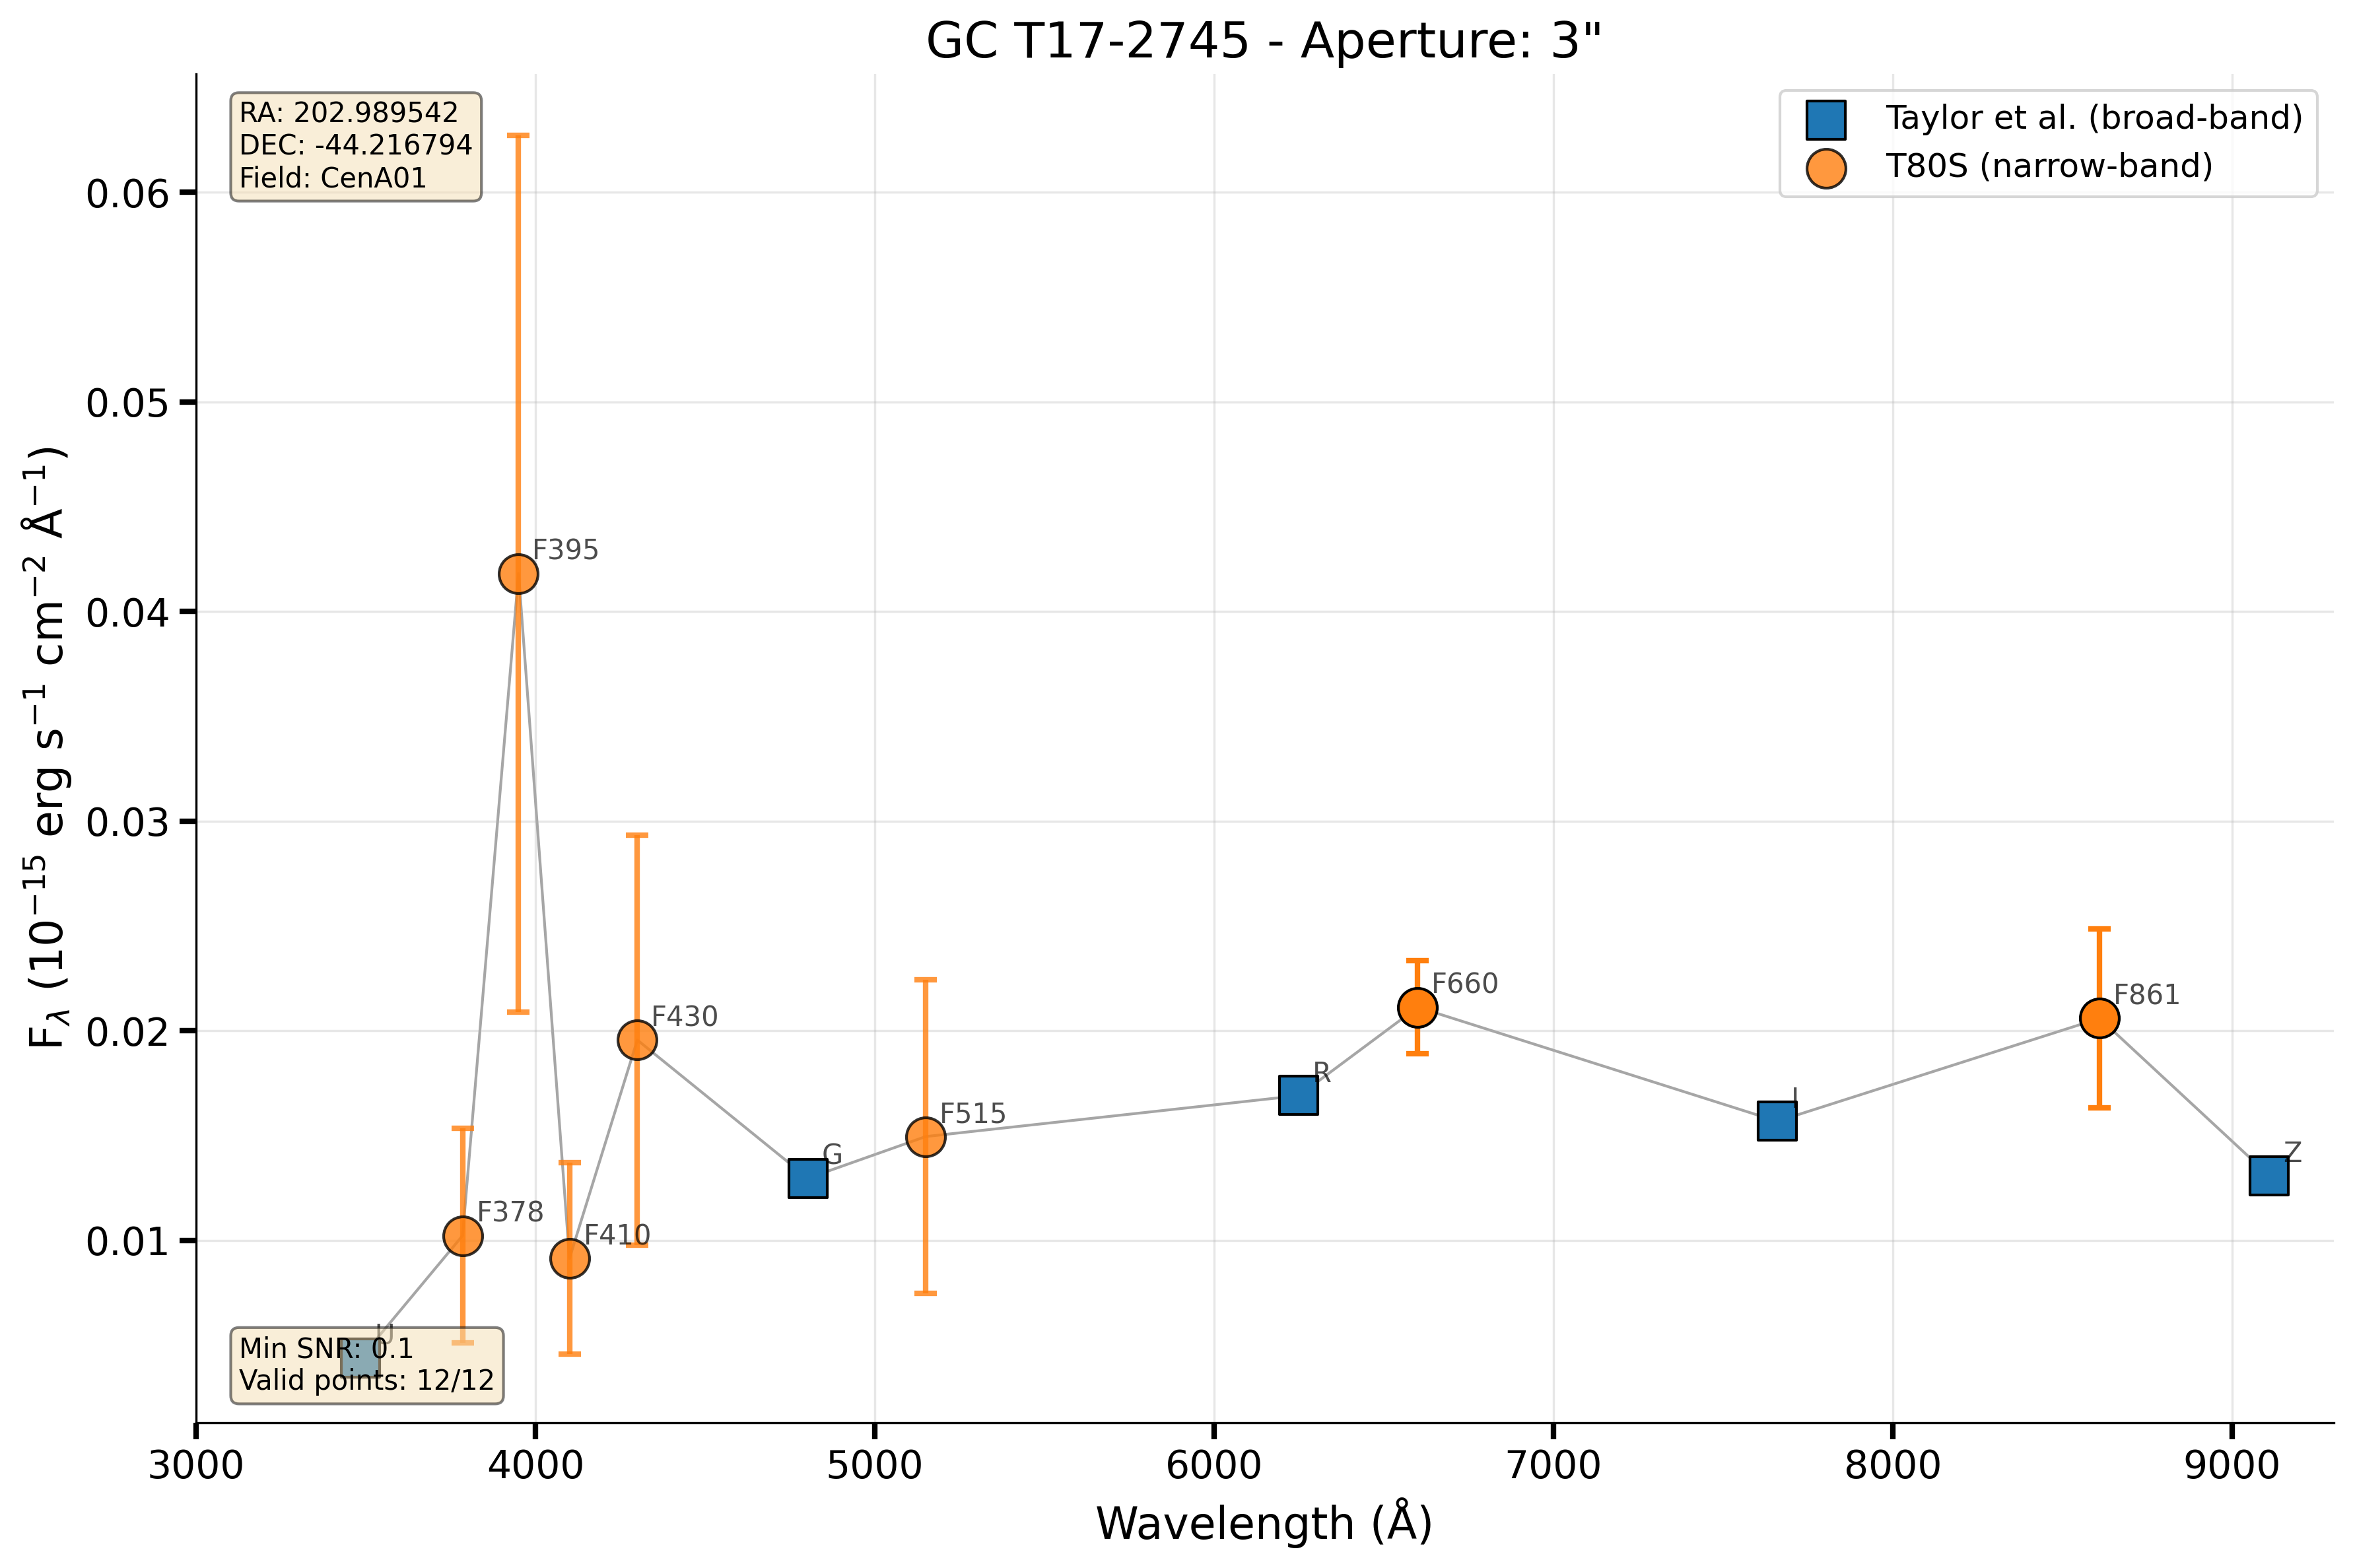 GC T17-2745 - Aperture: 3"
RA: 202.989542
DEC: -44.216794
Field: CenA01
Taylor et al. (broad-band)
T80S (narrow-band)
F_λ (10⁻¹⁵ erg s⁻¹ cm⁻² Å⁻¹)
0.06
0.05
0.04
0.03
0.02
0.01
F395
F430
F378
F410
G
F515
R
F660
I
F861
Z
U
Min SNR: 0.1
Valid points: 12/12
3000
4000
5000
6000
7000
8000
9000
Wavelength (Å)